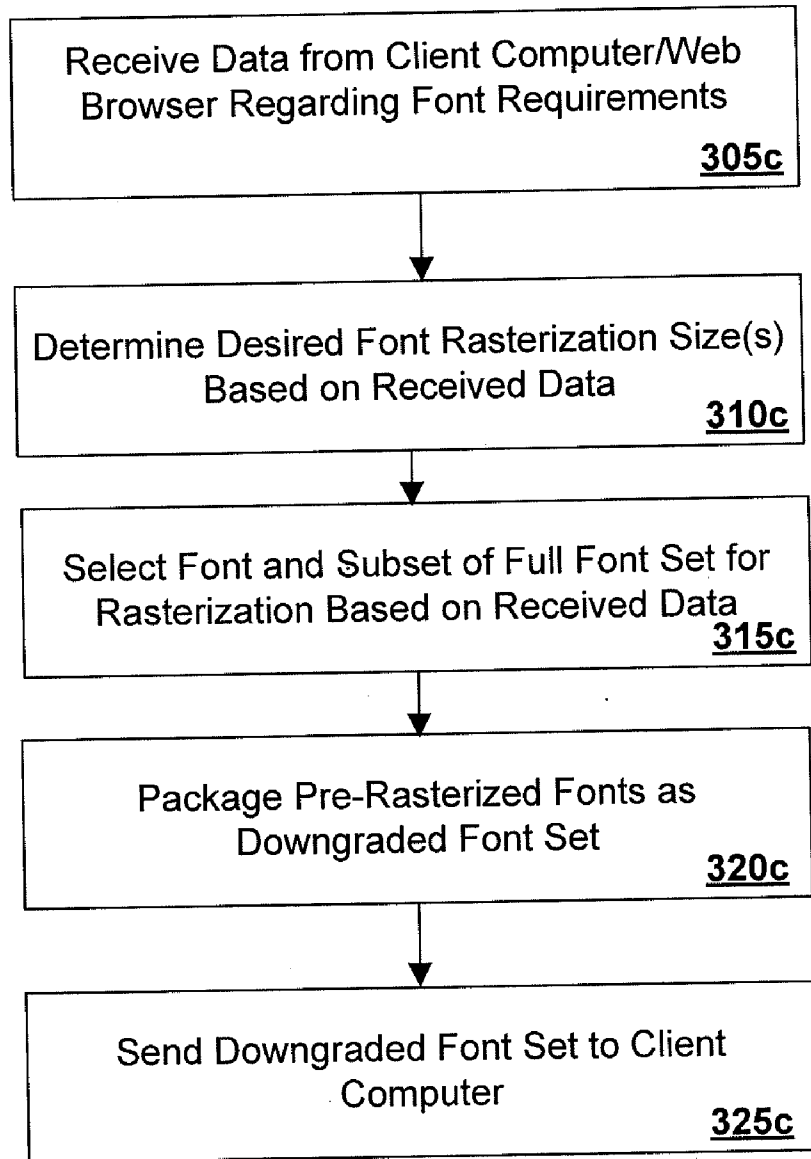 Receive Data from Client Computer/Web
Browser Regarding Font Requirements
305c
Determine Desired Font Rasterization Size(s)
Based on Received Data
310c
Select Font and Subset of Full Font Set for
Rasterization Based on Received Data
315c
Package Pre-Rasterized Fonts as
Downgraded Font Set
320c
Send Downgraded Font Set to Client
Computer
325c